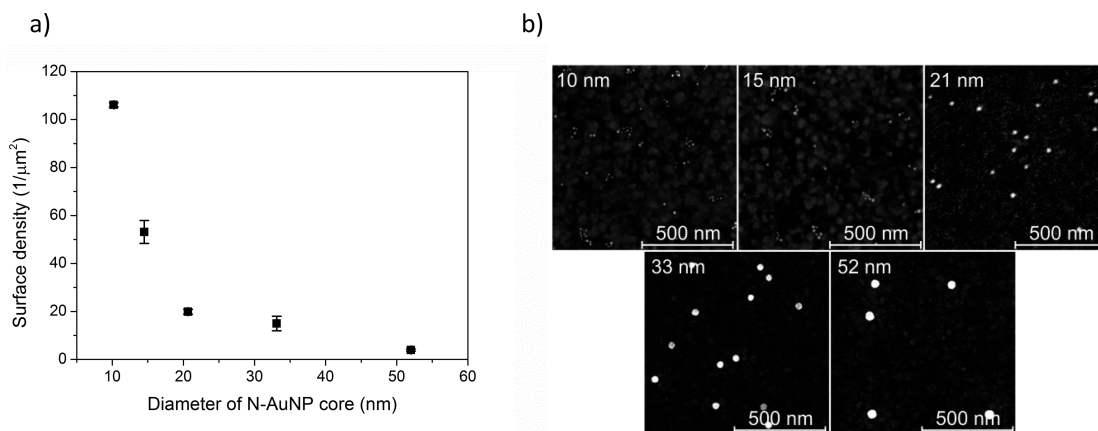 a)
b)
120
100
80
60
40
20
0
0
10
20
30
40
50
60
Surface density (1/μm²)
Diameter of N-AuNP core (nm)
10 nm
15 nm
21 nm
500 nm
500 nm
500 nm
33 nm
52 nm
500 nm
500 nm